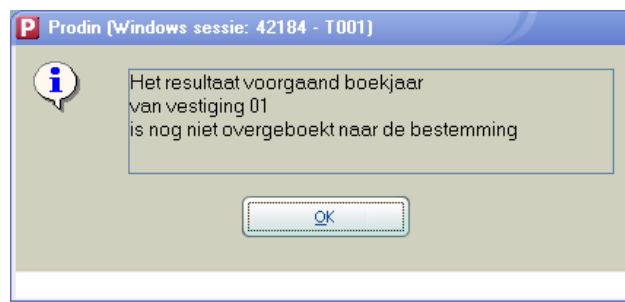 P Prodin (Windows sessie: 42184 - T001)
i
Het resultaat voorgaand boekjaar
van vestiging 01
is nog niet overgeboekt naar de bestemming
OK